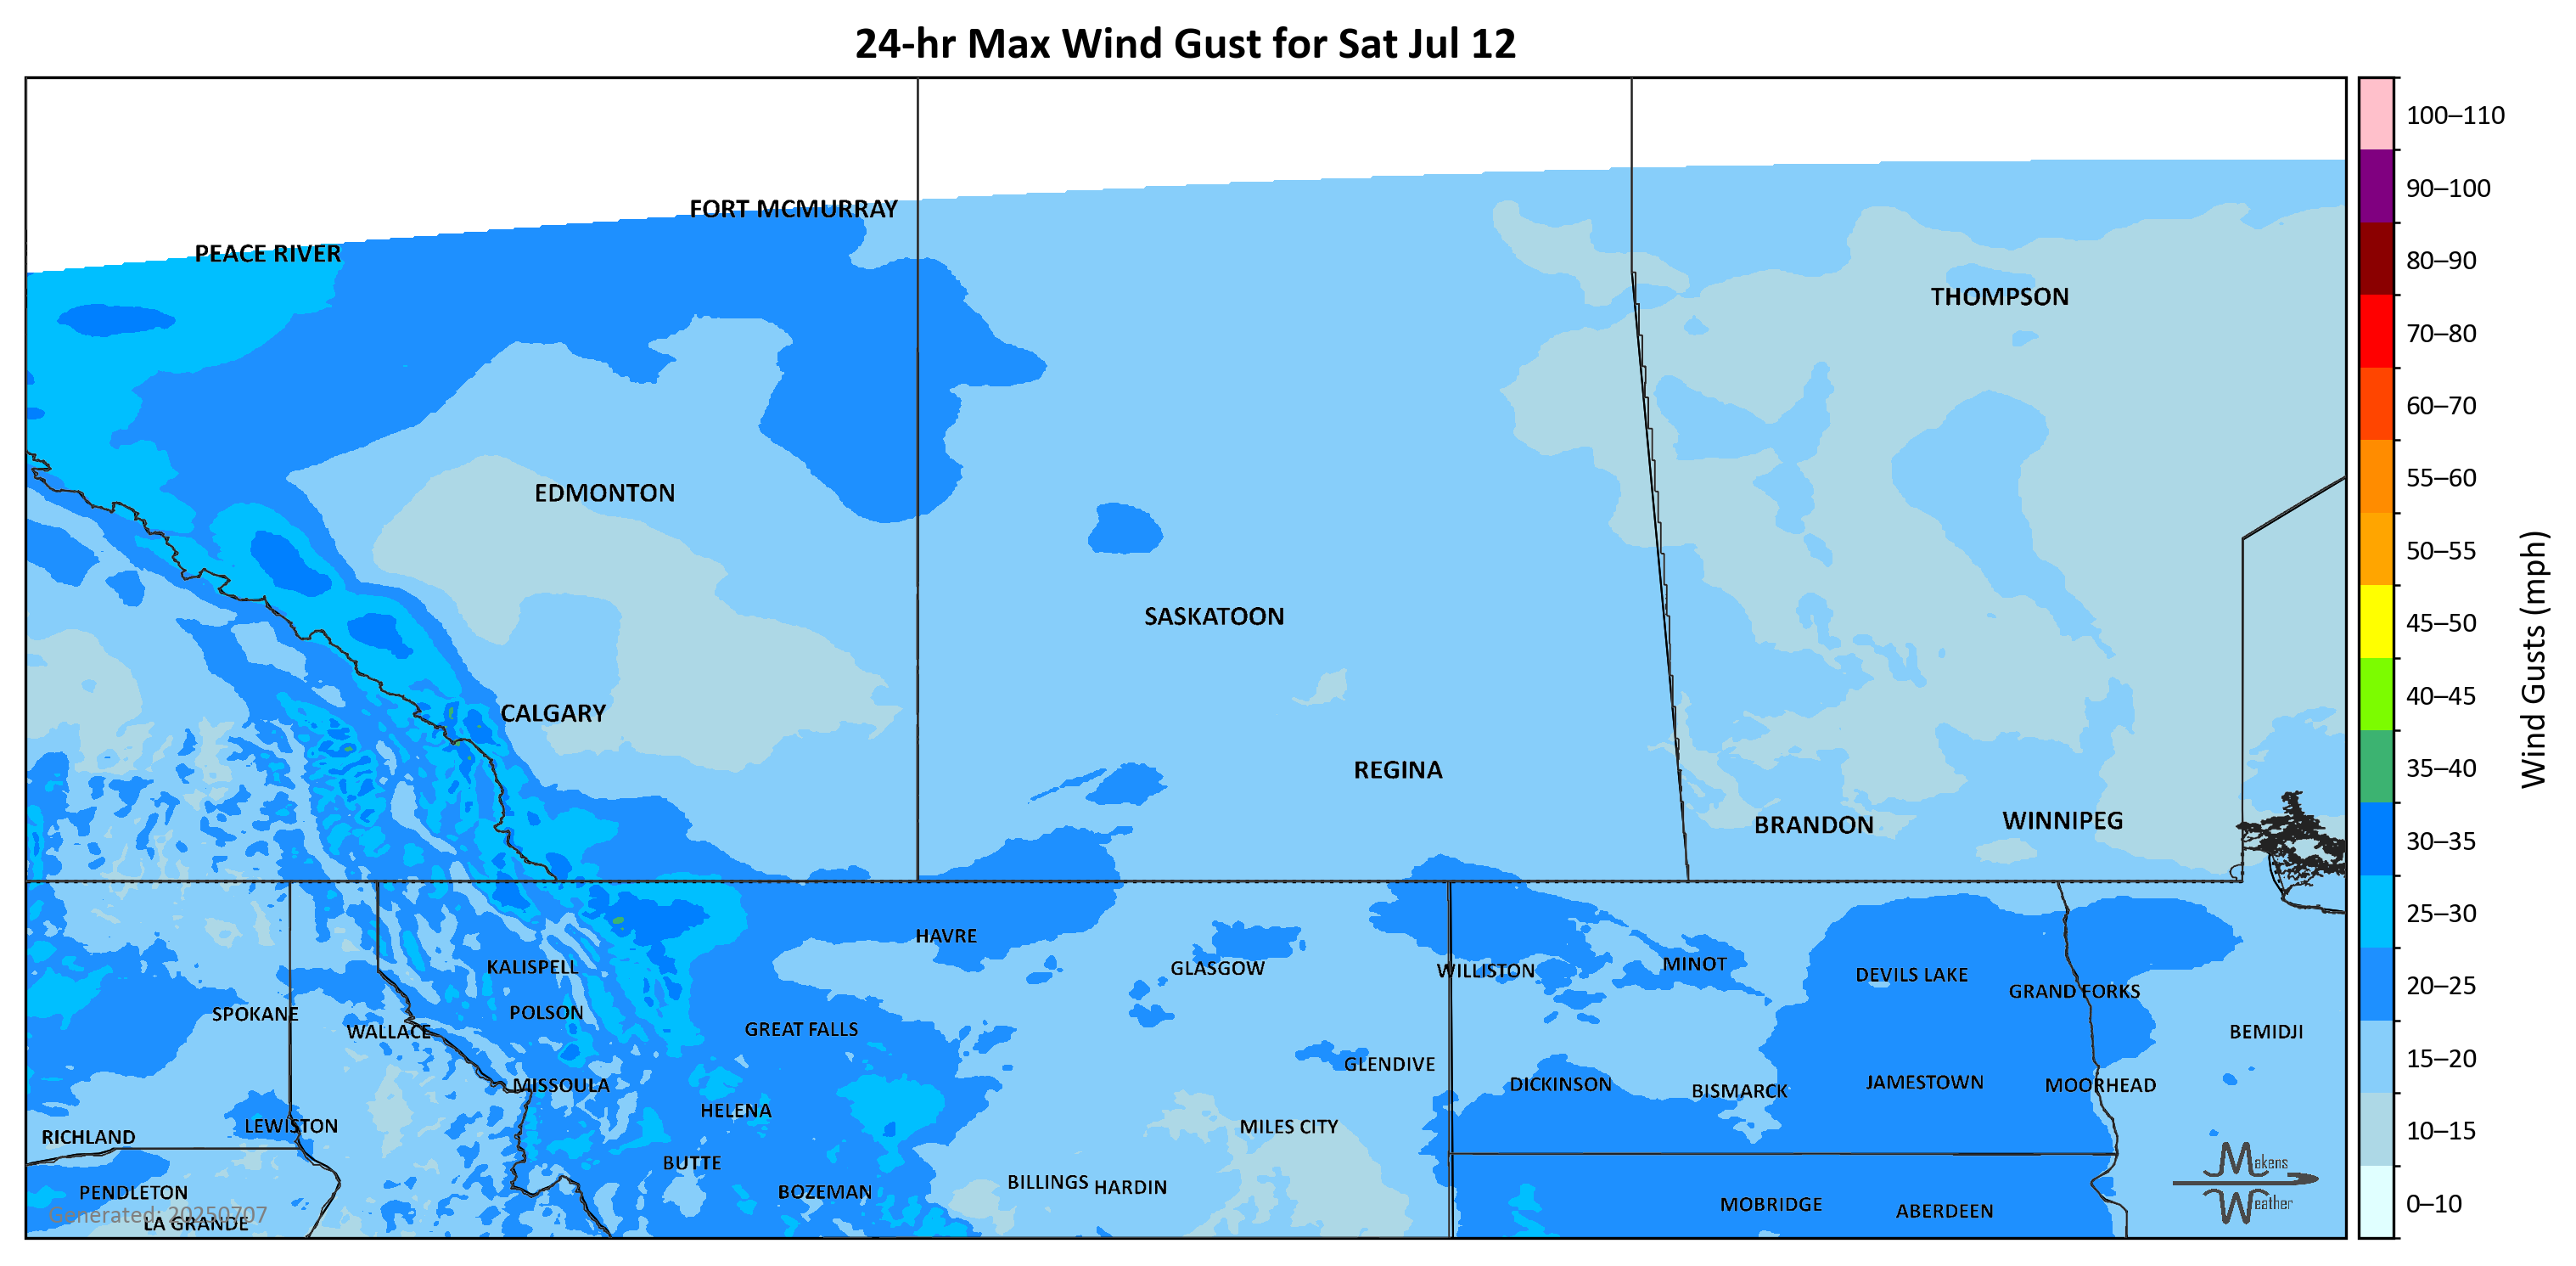 24-hr Max Wind Gust for Sat Jul 12
100–110
FORT MCMURRAY
90–100
PEACE RIVER
80–90
THOMPSON
70–80
60–70
55–60
EDMONTON
50–55
SASKATOON
45–50
Wind Gusts (mph)
40–45
CALGARY
35–40
REGINA
BRANDON
WINNIPEG
30–35
25–30
HAVRE
KALISPELL
GLASGOW
WILLISTON
MINOT
DEVILS LAKE
20–25
GRAND FORKS
SPOKANE
POLSON
WALLACE
GREAT FALLS
BEMIDJI
15–20
GLENDIVE
MISSOULA
DICKINSON
BISMARCK
JAMESTOWN
MOORHEAD
HELENA
LEWISTON
MILES CITY
RICHLAND
10–15
BUTTE
Makens
Weather
PENDLETON
BOZEMAN
BILLINGS
HARDIN
MOBRIDGE
ABERDEEN
0–10
Generated: 20250707
LA GRANDE